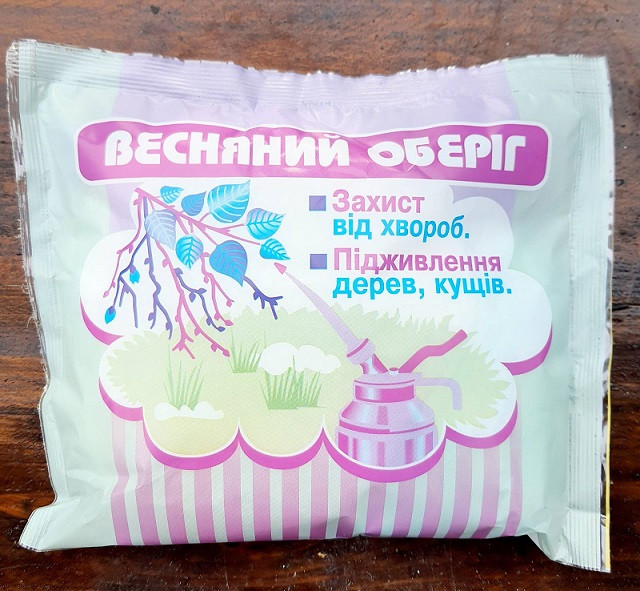 ВЕСНЯНИЙ ОБЕРІГ
Захист
від хвороб.
Підживлення
дерев, кущів.